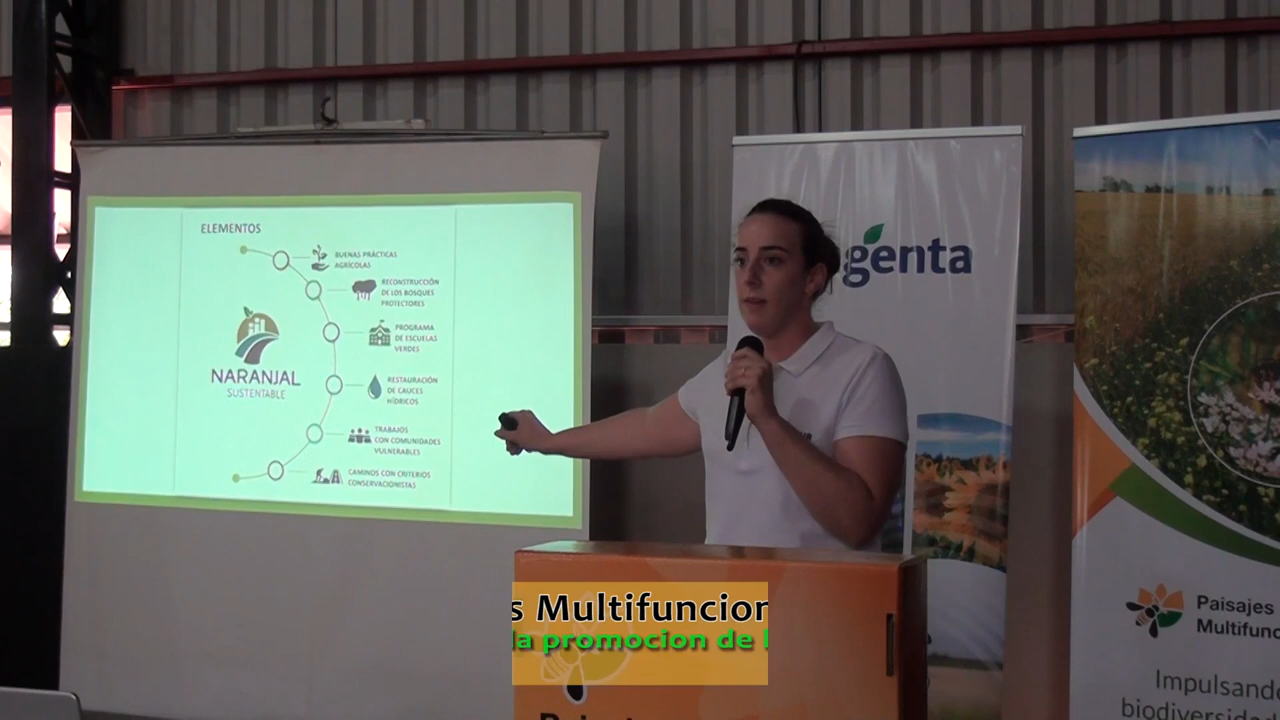 ELEMENTOS
BUENAS PRÁCTICAS
AGRÍCOLAS
RECONSTRUCCIÓN
DE LOS BOSQUES
PROTECTORES
PROGRAMA
DE ESCUELAS
VERDES
NARANJAL
SUSTENTABLE
RESTAURACIÓN
DE CAUCES
HÍDRICOS
TRABAJOS
CON COMUNIDADES
VULNERABLES
CAMINOS CON CRITERIOS
CONSERVACIONISTAS
genta
s Multifuncion
la promocion de l
Paisajes
Multifunc
Impulsand
biodiversida